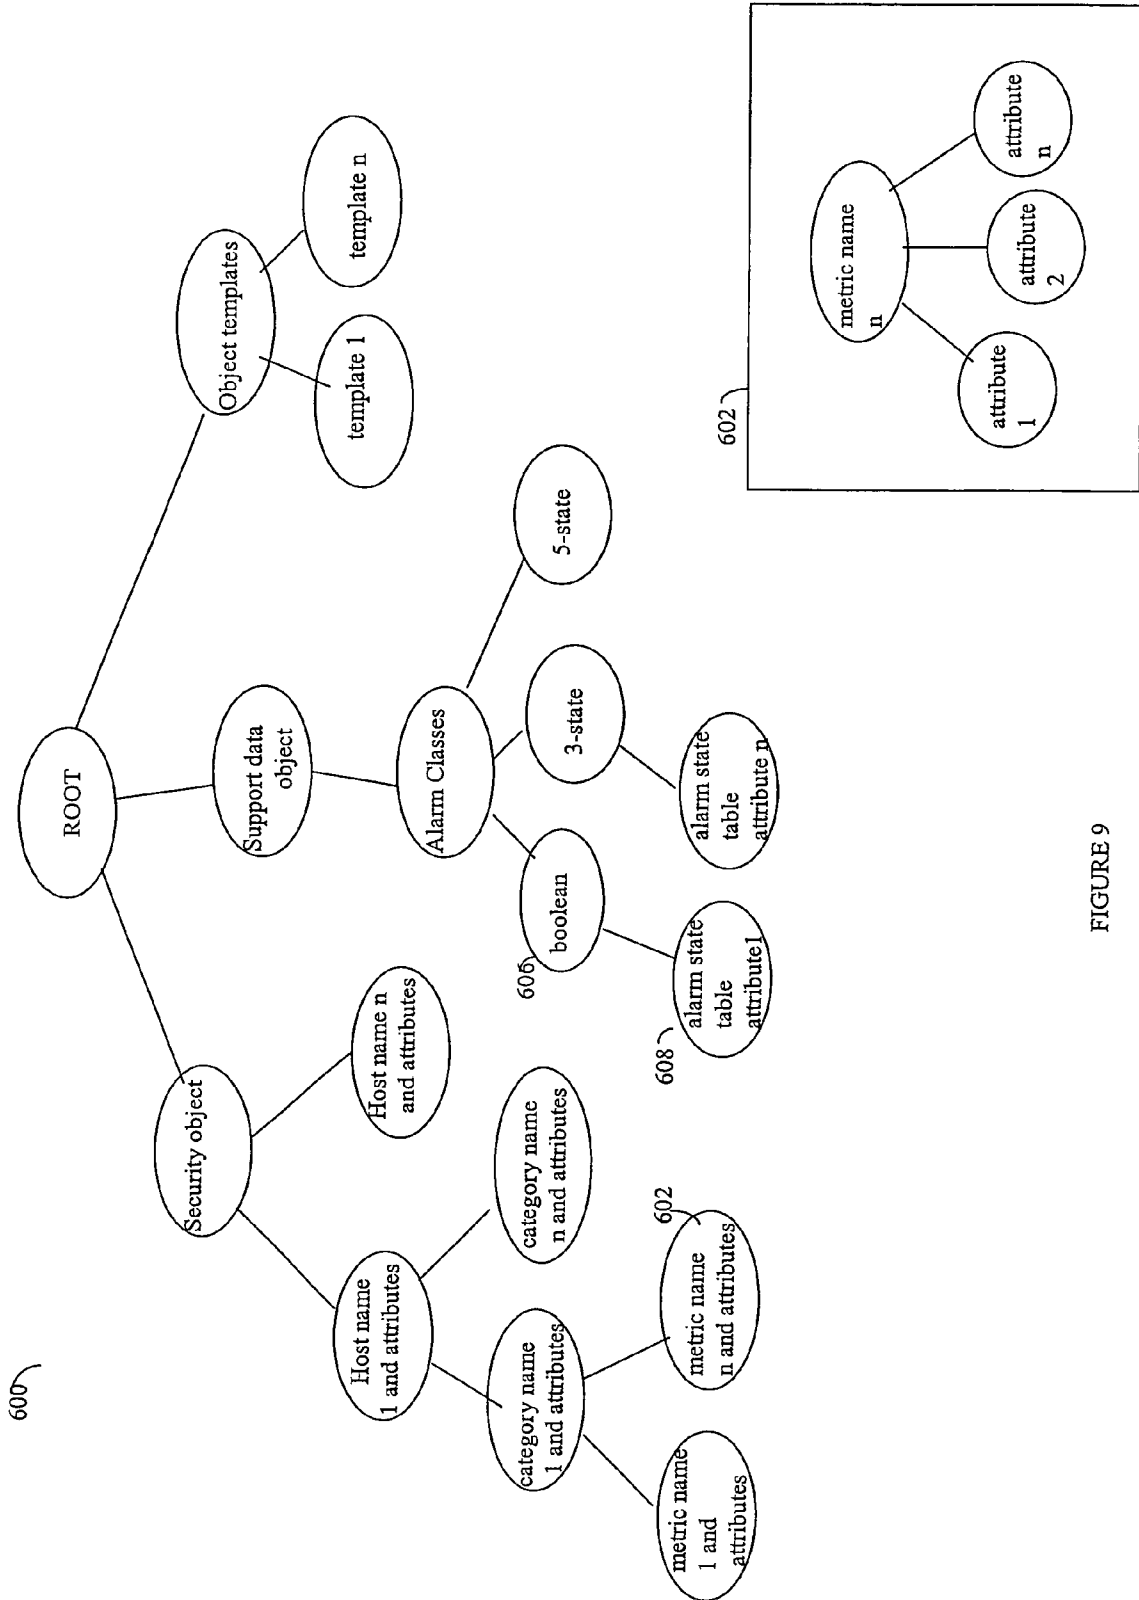 600
ROOT
Security object
Support data
object
Object templates
Host name
1 and attributes
Host name n
and attributes
Alarm Classes
template 1
template n
category name
1 and attributes
category name
n and attributes
606
boolean
3-state
5-state
metric name
1 and
attributes
602
metric name
n and attributes
608
alarm state
table
attribute1
alarm state
table
attribute n
602
metric name
n
attribute
1
attribute
2
attribute
n
FIGURE 9